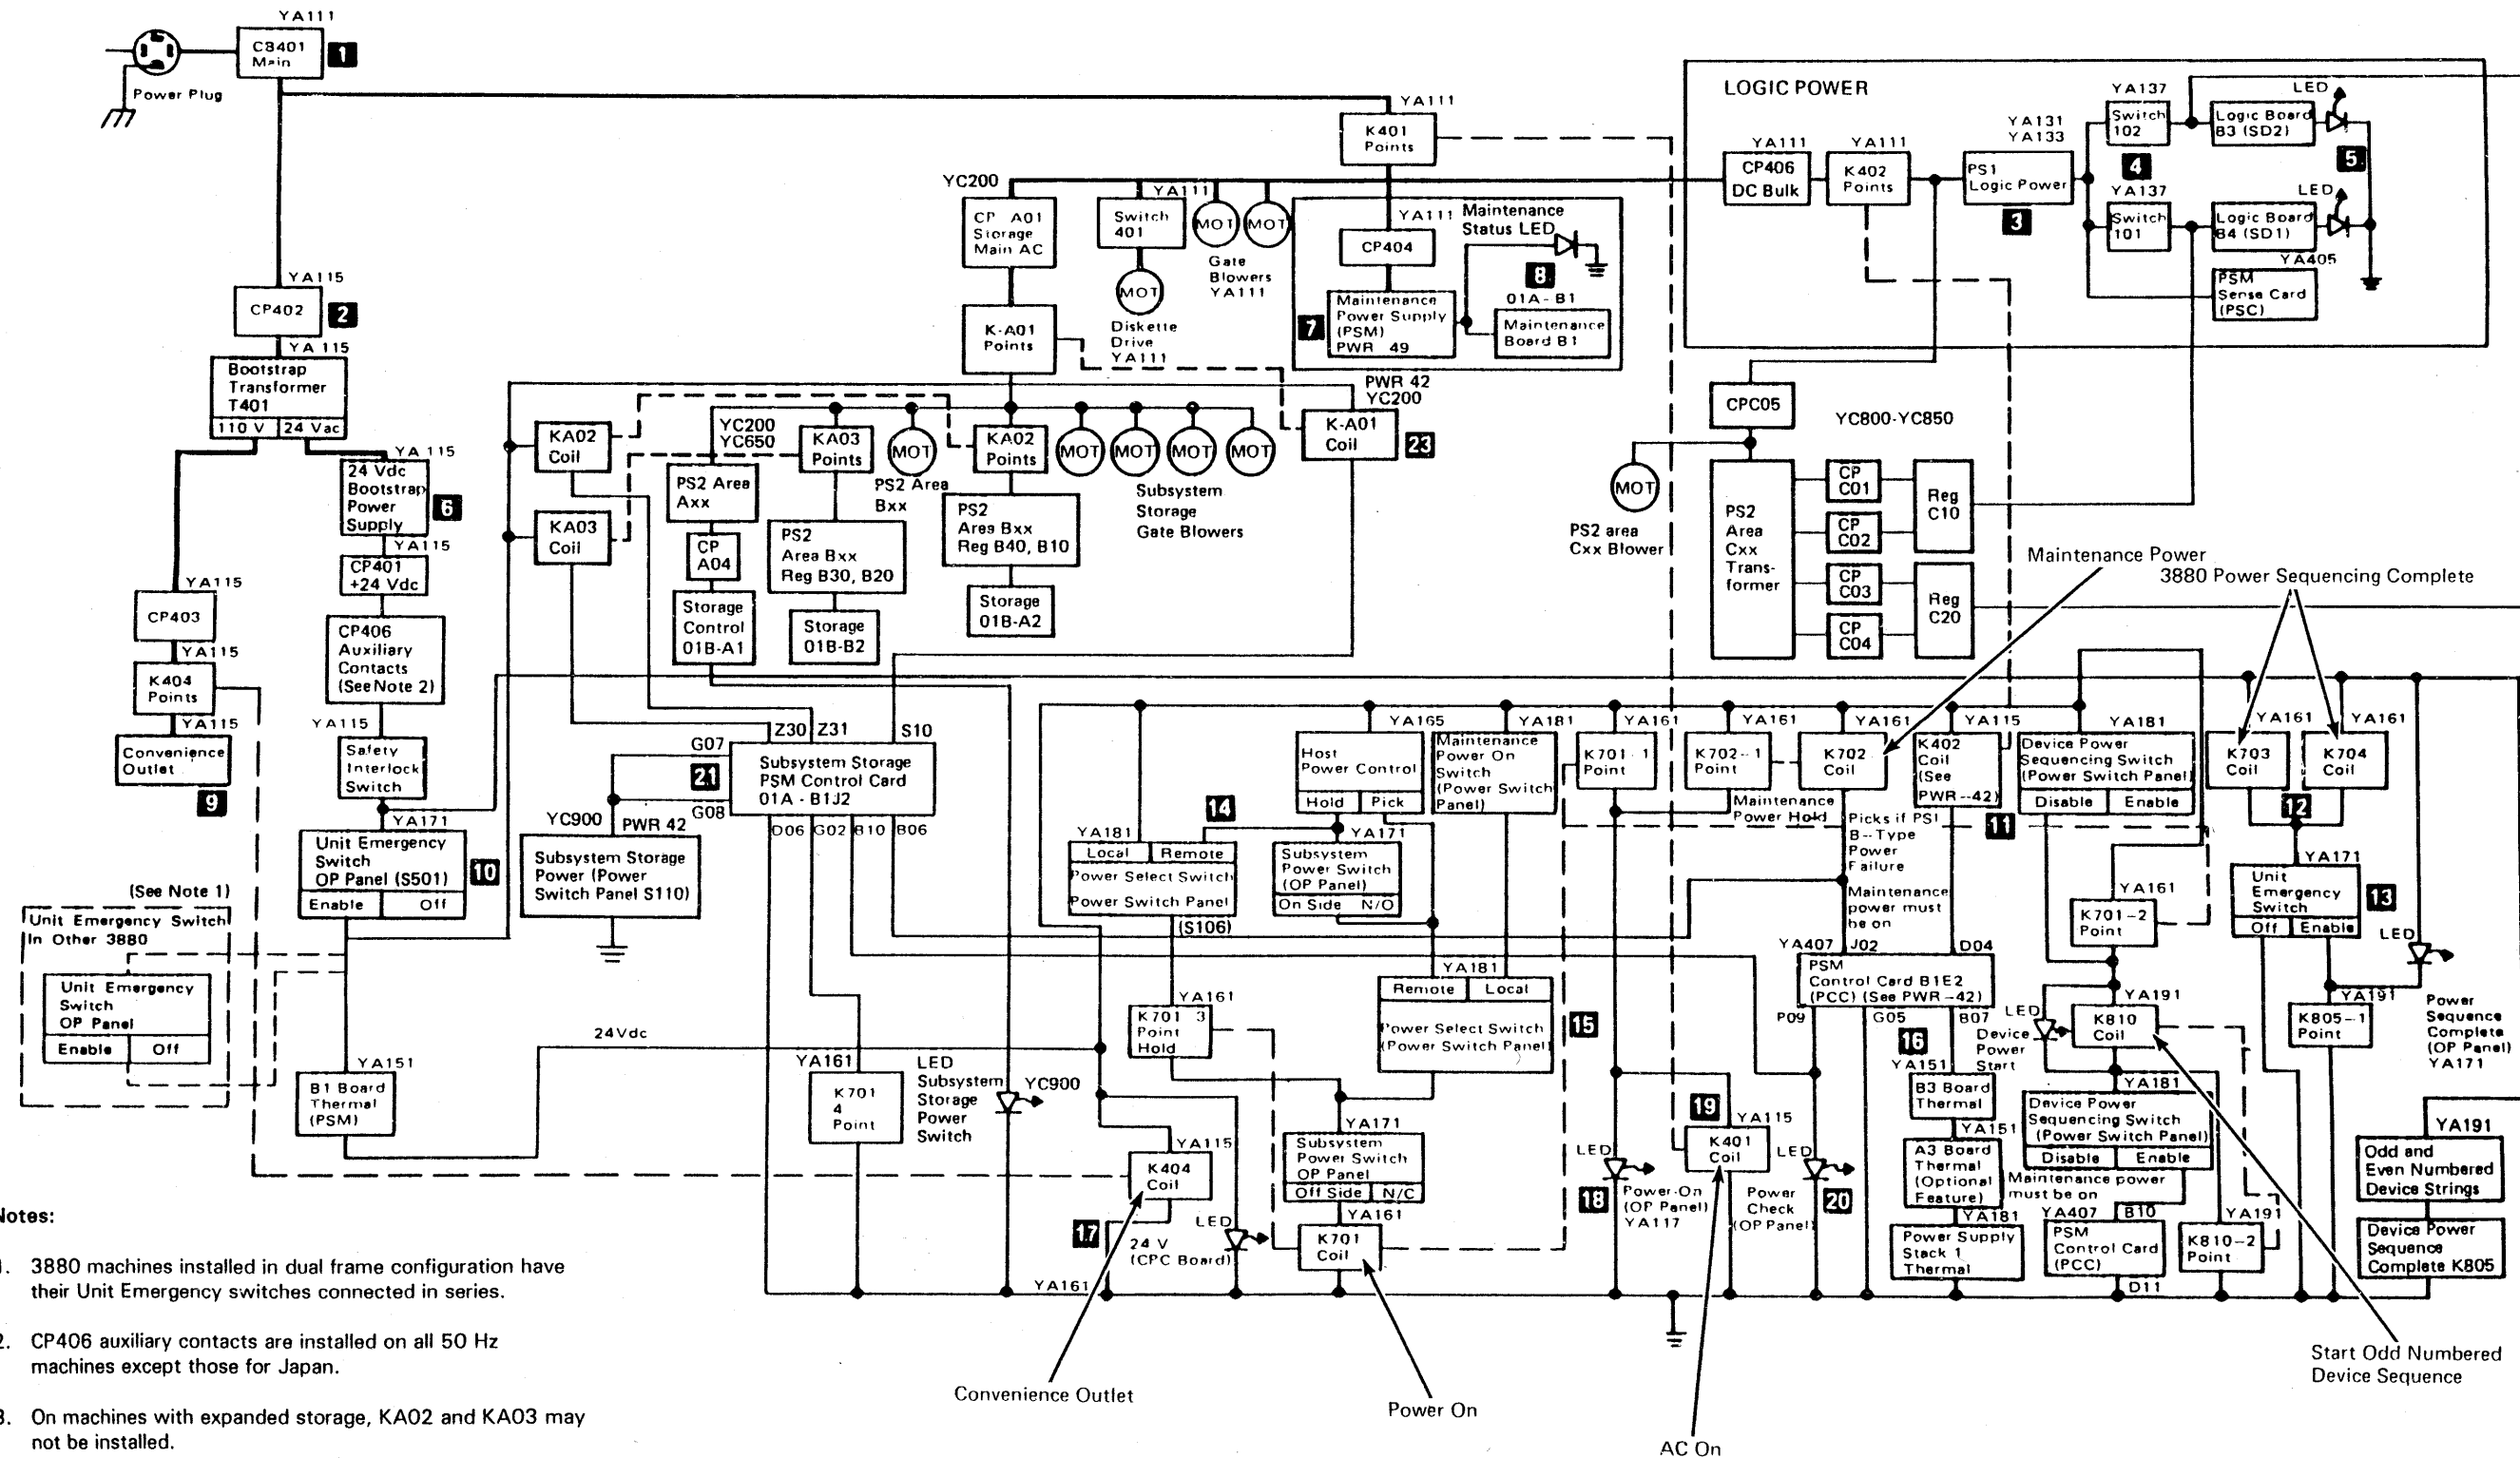 YA111
CB401
Main
1
Power Plug
YA115
CP402
2
YA 115
Bootstrap
Transformer
T401
110 V
24 Vac
YA 115
24 Vdc
Bootstrap
Power
Supply
6
YA115
CP401
+24 Vdc
CP406
Auxiliary
Contacts
(See Note 2)
YA115
CP403
YA115
K404
Points
YA115
Convenience
Outlet
9
YA115
Safety
Interlock
Switch
YA171
Unit Emergency
Switch
OP Panel (S501)
Enable
Off
10
(See Note 1)
Unit Emergency Switch
In Other 3880
Unit Emergency
Switch
OP Panel
Enable
Off
YA151
B1 Board
Thermal
(PSM)
24Vdc
YA111
K401
Points
YC200
CP A01
Storage
Main AC
YA111
Switch
401
MOT
Diskette
Drive
YA111
MOT
MOT
Gate
Blowers
YA111
K-A01
Points
YA111
CP404
Maintenance
Status LED
8
7
Maintenance
Power Supply
(PSM)
PWR 49
01A-B1
Maintenance
Board B1
PWR 42
YC200
K-A01
Coil
23
KA02
Coil
KA03
Coil
YC200
YC650
PS2 Area
Axx
CP
A04
Storage
Control
01B-A1
KA03
Points
PS2
Area Bxx
Reg B30, B20
Storage
01B-B2
MOT
PS2 Area
Bxx
KA02
Points
PS2
Area Bxx
Reg B40, B10
Storage
01B-A2
MOT
MOT
MOT
MOT
Subsystem
Storage
Gate Blowers
LOGIC POWER
YA111
CP406
DC Bulk
YA111
K402
Points
YA131
YA133
PS1
Logic Power
3
YA137
Switch
102
4
YA137
Switch
101
Logic Board
B3 (SD2)
LED
5
Logic Board
B4 (SD1)
LED
YA405
PSM
Sense Card
(PSC)
CPC05
YC800-YC850
MOT
PS2 area
Cxx Blower
PS2
Area
Cxx
Trans-
former
CP
C01
CP
C02
CP
C03
CP
C04
Reg
C10
Reg
C20
Maintenance Power
3880 Power Sequencing Complete
Z30
Z31
S10
G07
21
G08
Subsystem Storage
PSM Control Card
01A - B1J2
D06
G02
B10
B06
YC900
PWR 42
Subsystem Storage
Power (Power
Switch Panel S110)
YA161
K701
4
Point
LED
Subsystem
Storage
Power
Switch
YC900
14
YA181
Local
Remote
Power Select Switch
Power Switch Panel
(S106)
YA165
Host
Power Control
Hold
Pick
YA171
Subsystem
Power Switch
(OP Panel)
On Side
N/O
YA181
Maintenance
Power On
Switch
(Power Switch
Panel)
YA161
K701 3
Point
Hold
YA181
Remote
Local
Power Select Switch
(Power Switch Panel)
15
YA171
Subsystem
Power Switch
OP Panel
Off Side
N/C
YA161
K701
Coil
YA115
K404
Coil
17
24 V
(CPC Board)
LED
YA161
YA161
K701-1
Point
YA161
K702--1
Point
YA161
K702
Coil
Maintenance
Power Hold
Picks if PS1
B--Type
Power
Failure
Maintenance
power must
be on
YA115
K402
Coil
(See
PWR--42)
11
YA181
Device Power
Sequencing Switch
(Power Switch Panel)
Disable
Enable
YA161
K701-2
Point
YA161
K703
Coil
YA161
K704
Coil
12
YA171
Unit
Emergency
Switch
Off
Enable
13
LED
YA191
K805-1
Point
Power
Sequence
Complete
(OP Panel)
YA171
YA407
J02
D04
PSM
Control Card B1E2
(PCC) (See PWR-42)
P09
G05
B07
16
YA151
B3 Board
Thermal
YA151
A3 Board
Thermal
(Optional
Feature)
YA181
Power Supply
Stack 1
Thermal
LED
Device
Power
Start
YA191
K810
Coil
YA181
Device Power
Sequencing Switch
(Power Switch Panel)
Disable
Enable
Maintenance power
must be on
YA407
B10
PSM
Control Card
(PCC)
D11
YA191
K810-2
Point
YA191
Odd and
Even Numbered
Device Strings
Device Power
Sequence
Complete K805
LED
18
Power-On
(OP Panel)
YA117
19
YA115
K401
Coil
Power
Check
(OP Panel)
LED
20
Convenience Outlet
Power On
AC On
Start Odd Numbered
Device Sequence
Notes:
1. 3880 machines installed in dual frame configuration have
their Unit Emergency switches connected in series.
2. CP406 auxiliary contacts are installed on all 50 Hz
machines except those for Japan.
3. On machines with expanded storage, KA02 and KA03 may
not be installed.